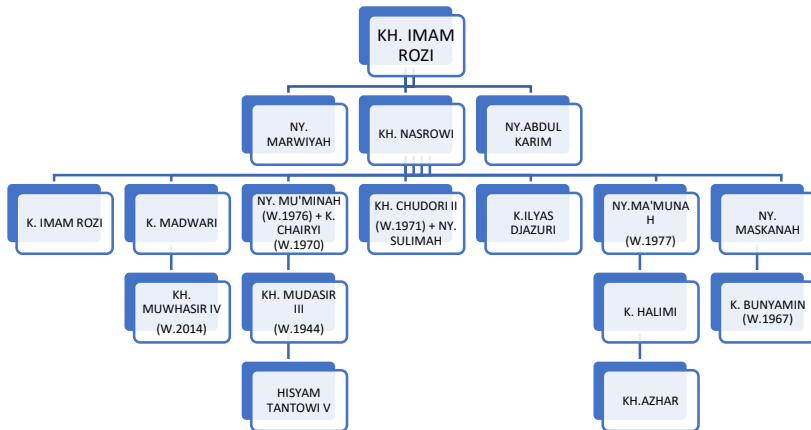 KH. IMAM
ROZI
NY.
MARWIYAH
KH. NASROWI
NY.ABDUL
KARIM
K. IMAM ROZI
K. MADWARI
NY. MU'MINAH
(W.1976) + K.
CHAIRYI
(W.1970)
KH. CHUDORI II
(W.1971) + NY.
SULIMAH
K.ILYAS
DJAZURI
NY.MA'MUNA
H
(W.1977)
NY.
MASKANAH
KH.
MUWHASIR IV
(W.2014)
KH. MUDASIR
III
(W.1944)
K. HALIMI
K. BUNYAMIN
(W.1967)
HISYAM
TANTOWI V
KH.AZHAR